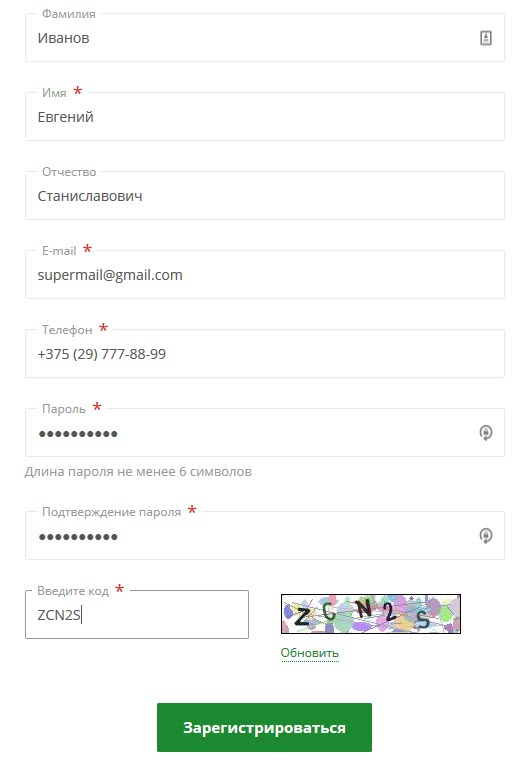 Фамилия
Иванов
Имя *
Евгений
Отчество
Станиславович
E-mail *
supermail@gmail.com
Телефон *
+375 (29) 777-88-99
Пароль *
●●●●●●●●●●
Длина пароля не менее 6 символов
Подтверждение пароля *
●●●●●●●●●●
Введите код *
ZCN2S
ZCN2S
Обновить
Зарегистрироваться